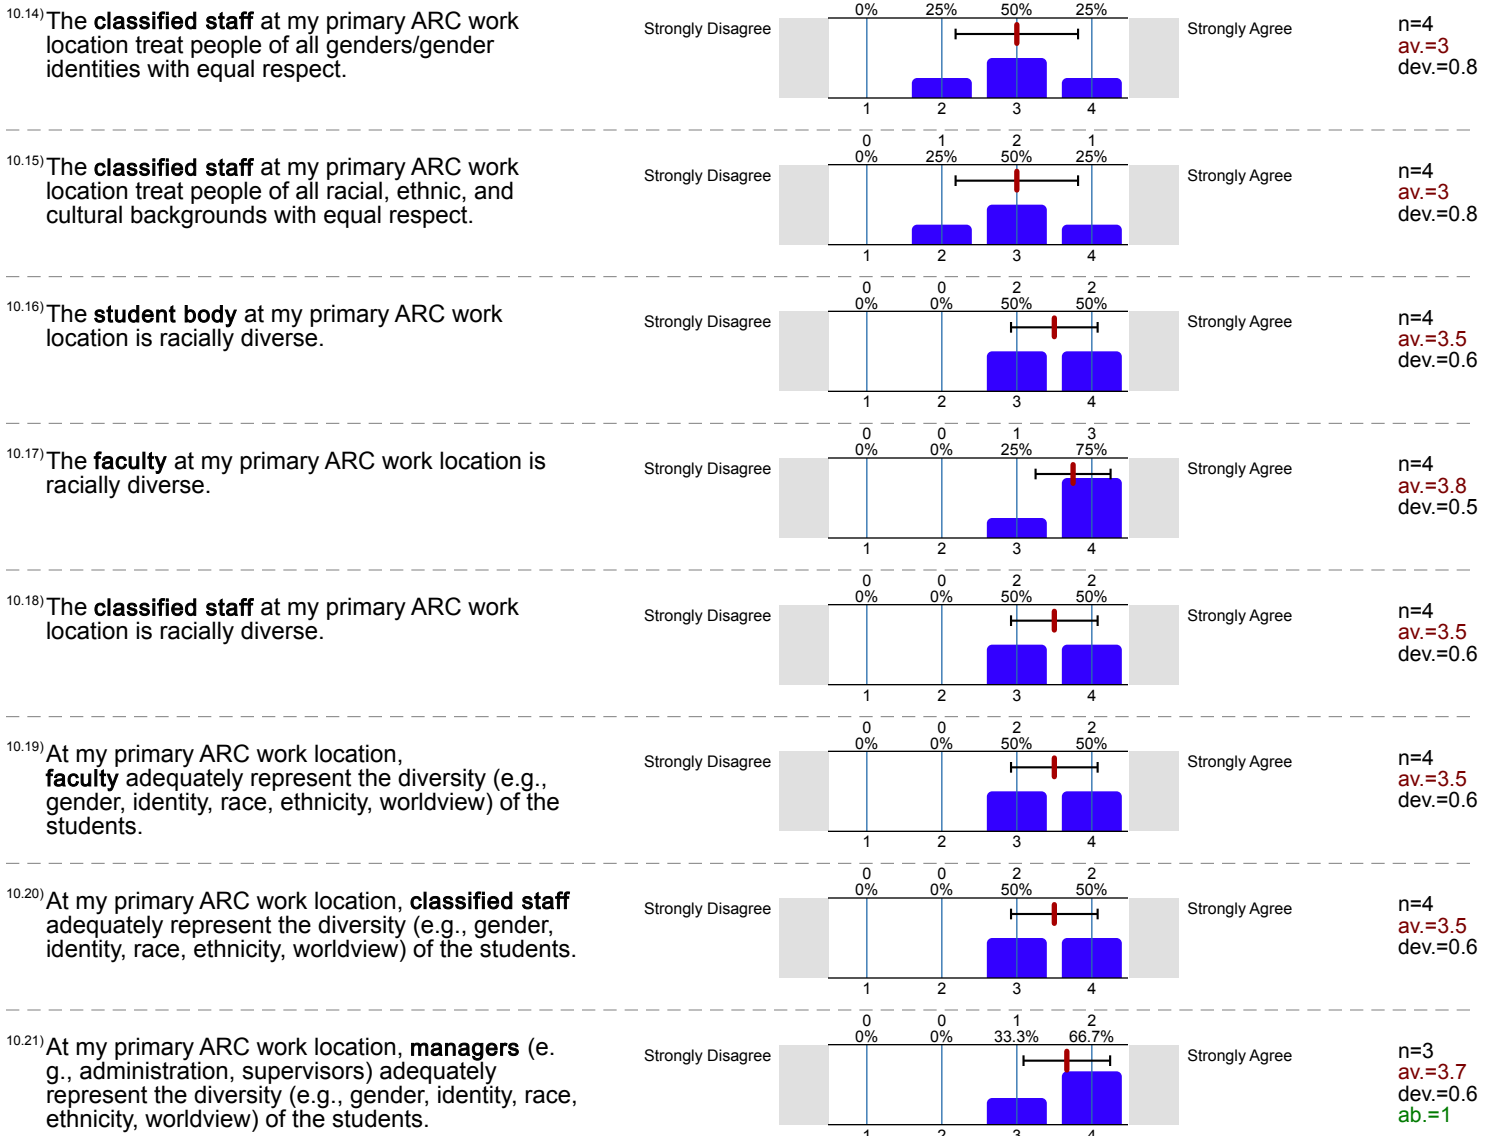 0% 25% 50% 25%
10.14) The classified staff at my primary ARC work
location treat people of all genders/gender
identities with equal respect.
Strongly Disagree
Strongly Agree
n=4
av.=3
dev.=0.8
1 2 3 4
0 1 2 1
0% 25% 50% 25%
10.15) The classified staff at my primary ARC work
location treat people of all racial, ethnic, and
cultural backgrounds with equal respect.
Strongly Disagree
Strongly Agree
n=4
av.=3
dev.=0.8
1 2 3 4
0 0 2 2
0% 0% 50% 50%
10.16) The student body at my primary ARC work
location is racially diverse.
Strongly Disagree
Strongly Agree
n=4
av.=3.5
dev.=0.6
1 2 3 4
0 0 1 3
0% 0% 25% 75%
10.17) The faculty at my primary ARC work location is
racially diverse.
Strongly Disagree
Strongly Agree
n=4
av.=3.8
dev.=0.5
1 2 3 4
0 0 2 2
0% 0% 50% 50%
10.18) The classified staff at my primary ARC work
location is racially diverse.
Strongly Disagree
Strongly Agree
n=4
av.=3.5
dev.=0.6
1 2 3 4
0 0 2 2
0% 0% 50% 50%
10.19) At my primary ARC work location,
faculty adequately represent the diversity (e.g.,
gender, identity, race, ethnicity, worldview) of the
students.
Strongly Disagree
Strongly Agree
n=4
av.=3.5
dev.=0.6
1 2 3 4
0 0 2 2
0% 0% 50% 50%
10.20) At my primary ARC work location, classified staff
adequately represent the diversity (e.g., gender,
identity, race, ethnicity, worldview) of the students.
Strongly Disagree
Strongly Agree
n=4
av.=3.5
dev.=0.6
1 2 3 4
0 0 1 2
0% 0% 33.3% 66.7%
10.21) At my primary ARC work location, managers (e.
g., administration, supervisors) adequately
represent the diversity (e.g., gender, identity, race,
ethnicity, worldview) of the students.
Strongly Disagree
Strongly Agree
n=3
av.=3.7
dev.=0.6
ab.=1
1 2 3 4